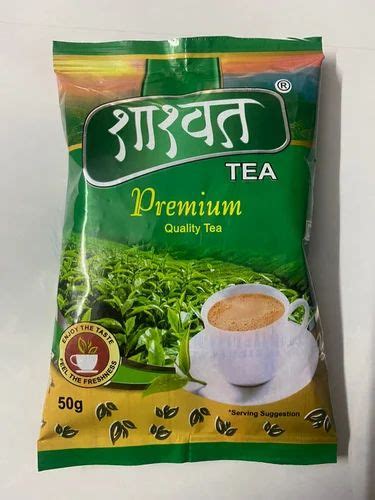 शाश्वत
®
TEA
Premium
Quality Tea
ENJOY THE TASTE
*FEEL THE FRESHNESS
50g
*Serving Suggestion